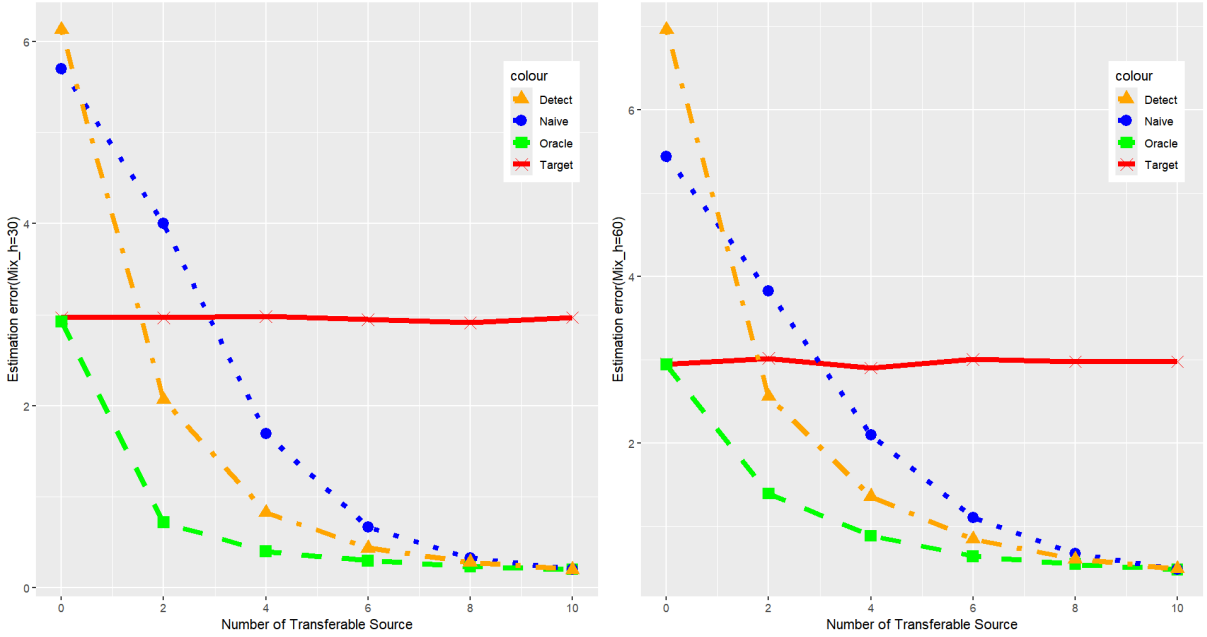 Estimation error(Mix_h=30)
6
4
2
0
0 2 4 6 8 10
Number of Transferable Source
colour
Detect
Naive
Oracle
Target
Estimation error(Mix_h=60)
6
4
2
0 2 4 6 8 10
Number of Transferable Source
colour
Detect
Naive
Oracle
Target